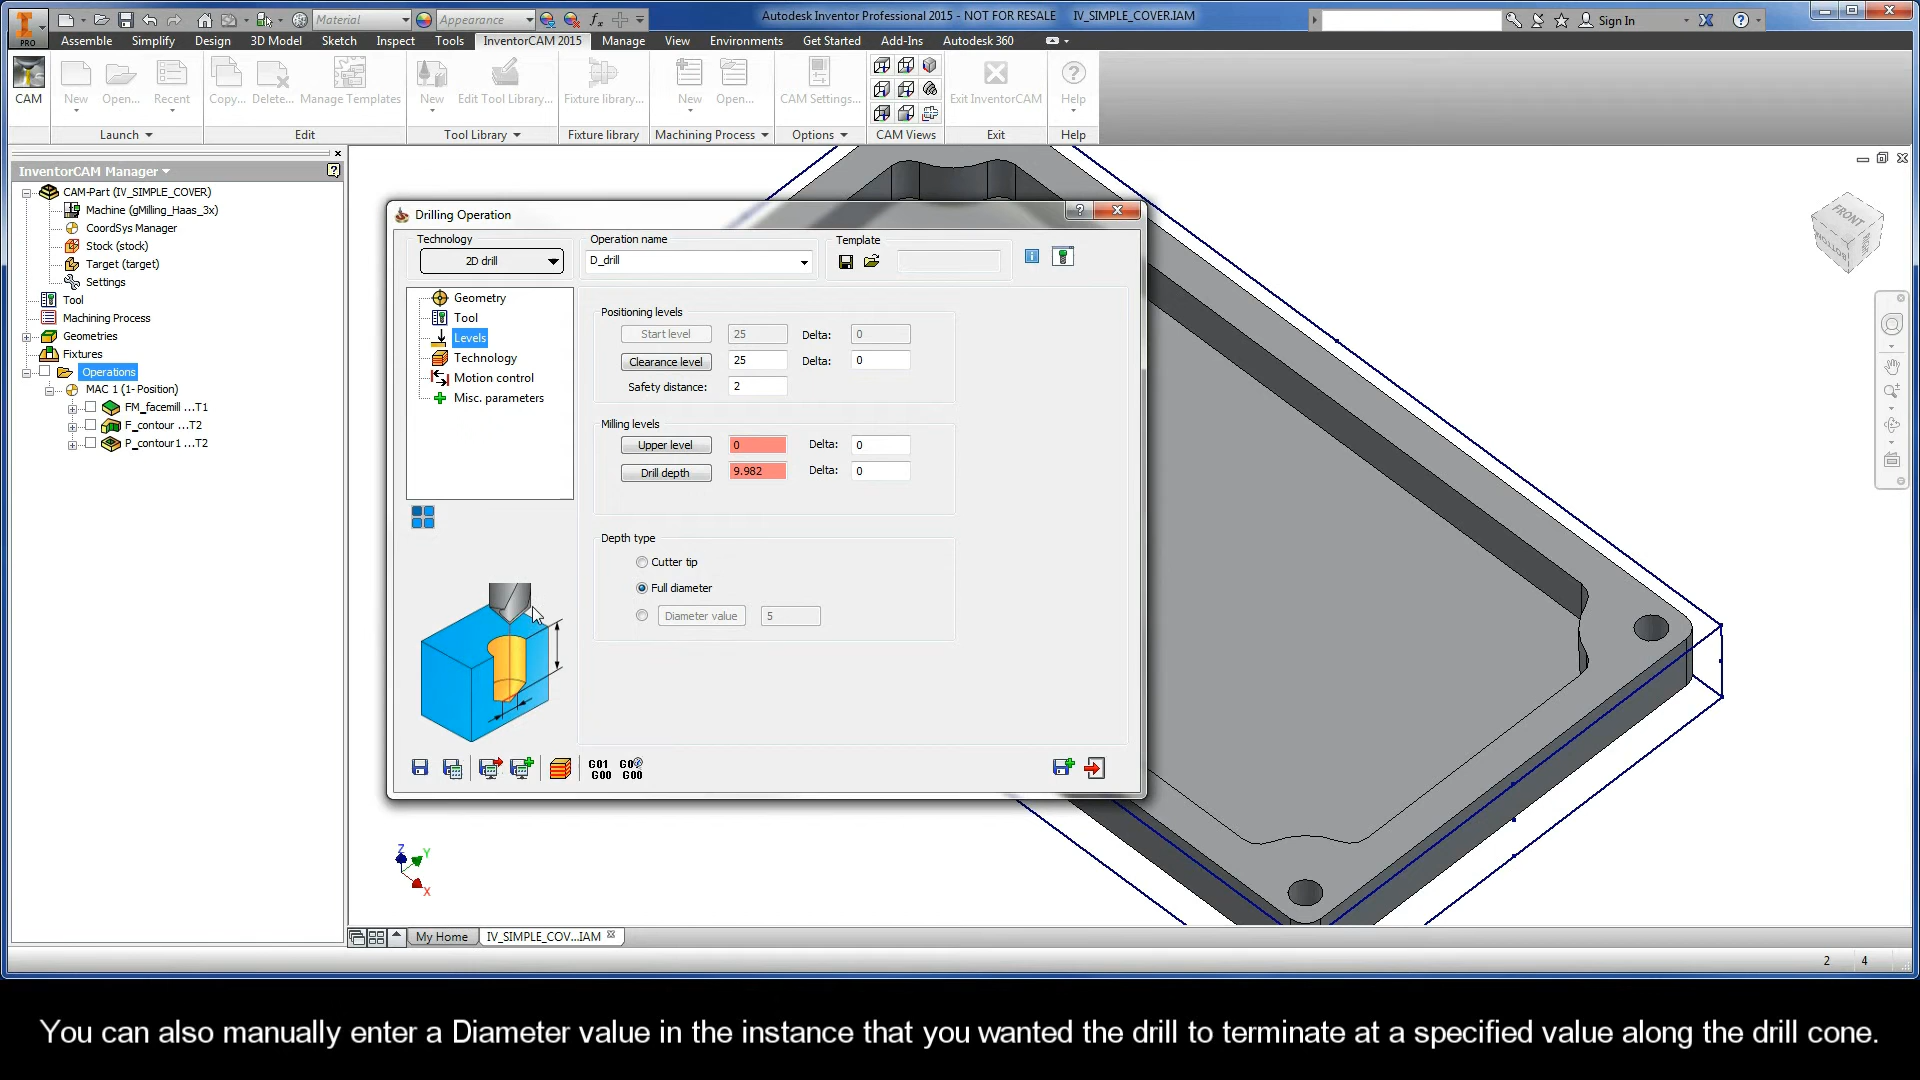 Material
Appearance
Autodesk Inventor Professional 2015 - NOT FOR RESALE IV_SIMPLE_COVER.IAM
Sign In
PRO
Assemble Simplify Design 3D Model Sketch Inspect Tools InventorCAM 2015 Manage View Environments Get Started Add-Ins Autodesk 360
CAM New Open... Recent Copy... Delete... Manage Templates New Edit Tool Library... Fixture library... New Open... CAM Settings... Exit InventorCAM Help
Launch Edit Tool Library Fixture library Machining Process Options CAM Views Exit Help
InventorCAM Manager
CAM-Part (IV_SIMPLE_COVER)
Machine (gMilling_Haas_3x)
CoordSys Manager
Stock (stock)
Target (target)
Settings
Tool
Machining Process
Geometries
Fixtures
Operations
MAC 1 (1- Position)
FM_facemill ...T1
F_contour ...T2
P_contour1 ...T2
Drilling Operation
Technology
2D drill
Operation name
D_drill
Template
Geometry
Tool
Levels
Technology
Motion control
Misc. parameters
Positioning levels
Start level 25 Delta: 0
Clearance level 25 Delta: 0
Safety distance: 2
Milling levels
Upper level 0 Delta: 0
Drill depth 9.982 Delta: 0
Depth type
Cutter tip
Full diameter
Diameter value 5
G01 G00
G00 G00
FRONT
BOTTOM
Z
Y
X
My Home IV_SIMPLE_COV...IAM
2 4
You can also manually enter a Diameter value in the instance that you wanted the drill to terminate at a specified value along the drill cone.